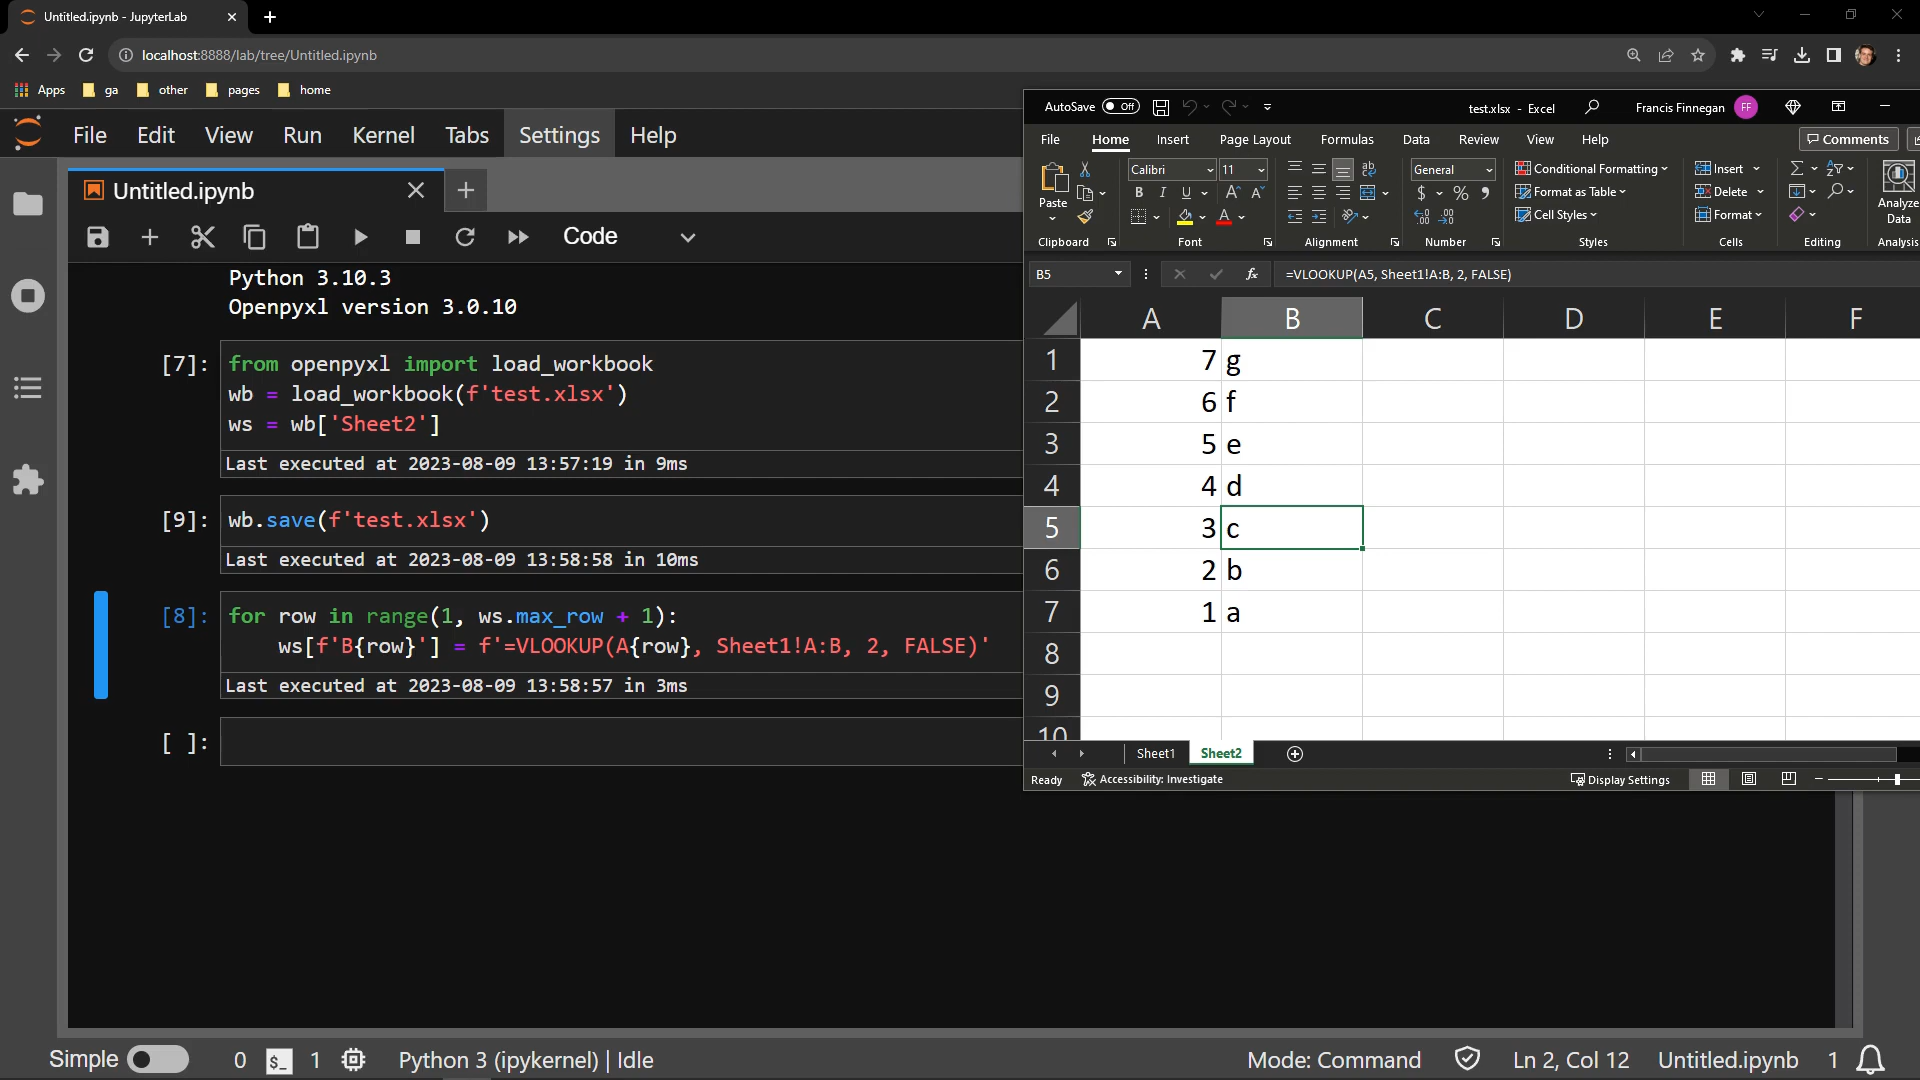 Untitled.ipynb - JupyterLab
localhost:8888/lab/tree/Untitled.ipynb
Apps ga other pages home
File Edit View Run Kernel Tabs Settings Help
Untitled.ipynb
Code
Python 3.10.3
Openpyxl version 3.0.10
[7]: from openpyxl import load_workbook
wb = load_workbook(f'test.xlsx')
ws = wb['Sheet2']
Last executed at 2023-08-09 13:57:19 in 9ms
[9]: wb.save(f'test.xlsx')
Last executed at 2023-08-09 13:58:58 in 10ms
[8]: for row in range(1, ws.max_row + 1):
ws[f'B{row}'] = f'=VLOOKUP(A{row}, Sheet1!A:B, 2, FALSE)'
Last executed at 2023-08-09 13:58:57 in 3ms
[ ]:
AutoSave Off test.xlsx - Excel Francis Finnegan FF
File Home Insert Page Layout Formulas Data Review View Help Comments
Paste Calibri 11 General Conditional Formatting Insert
B I U A $ % Format as Table Delete Analyze
A Cell Styles Format Data
Clipboard Font Alignment Number Styles Cells Editing Analysis
B5 fx =VLOOKUP(A5, Sheet1!A:B, 2, FALSE)
A B C D E F
1 7 g
2 6 f
3 5 e
4 4 d
5 3 c
6 2 b
7 1 a
8
9
10
Sheet1 Sheet2
Ready Accessibility: Investigate Display Settings
Simple 0 $_ 1 Python 3 (ipykernel) | Idle Mode: Command Ln 2, Col 12 Untitled.ipynb 1